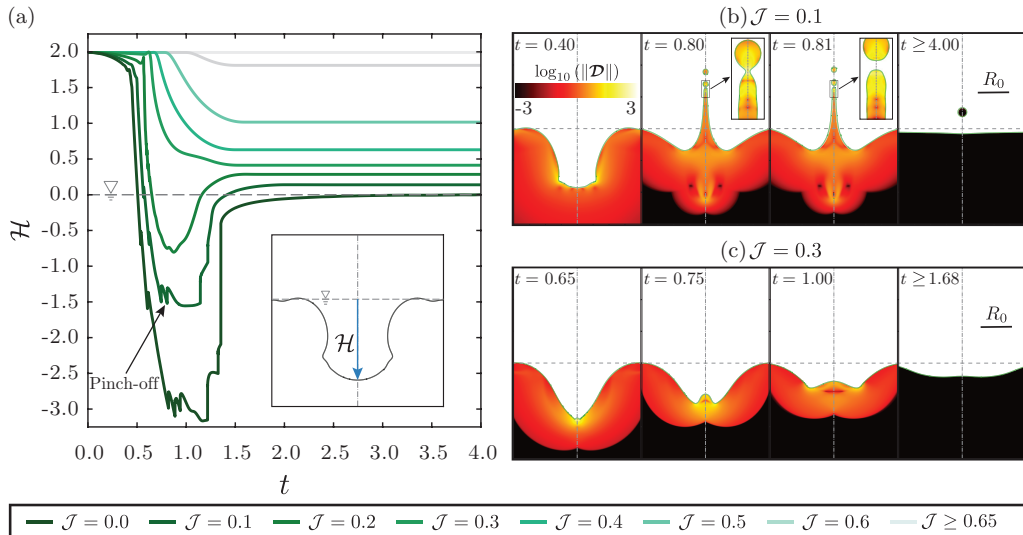 (a)
2.0
1.5
1.0
0.5
0.0
-0.5
-1.0
-1.5
-2.0
-2.5
-3.0
ℋ
Pinch-off
ℋ
0.0 0.5 1.0 1.5 2.0 2.5 3.0 3.5 4.0
t
(b) 𝒥 = 0.1
t = 0.40
log₁₀ (‖𝓓‖)
-3 3
t = 0.80
t = 0.81
t ≥ 4.00
R₀
(c) 𝒥 = 0.3
t = 0.65
t = 0.75
t = 1.00
t ≥ 1.68
R₀
𝒥 = 0.0 𝒥 = 0.1 𝒥 = 0.2 𝒥 = 0.3 𝒥 = 0.4 𝒥 = 0.5 𝒥 = 0.6 𝒥 ≥ 0.65